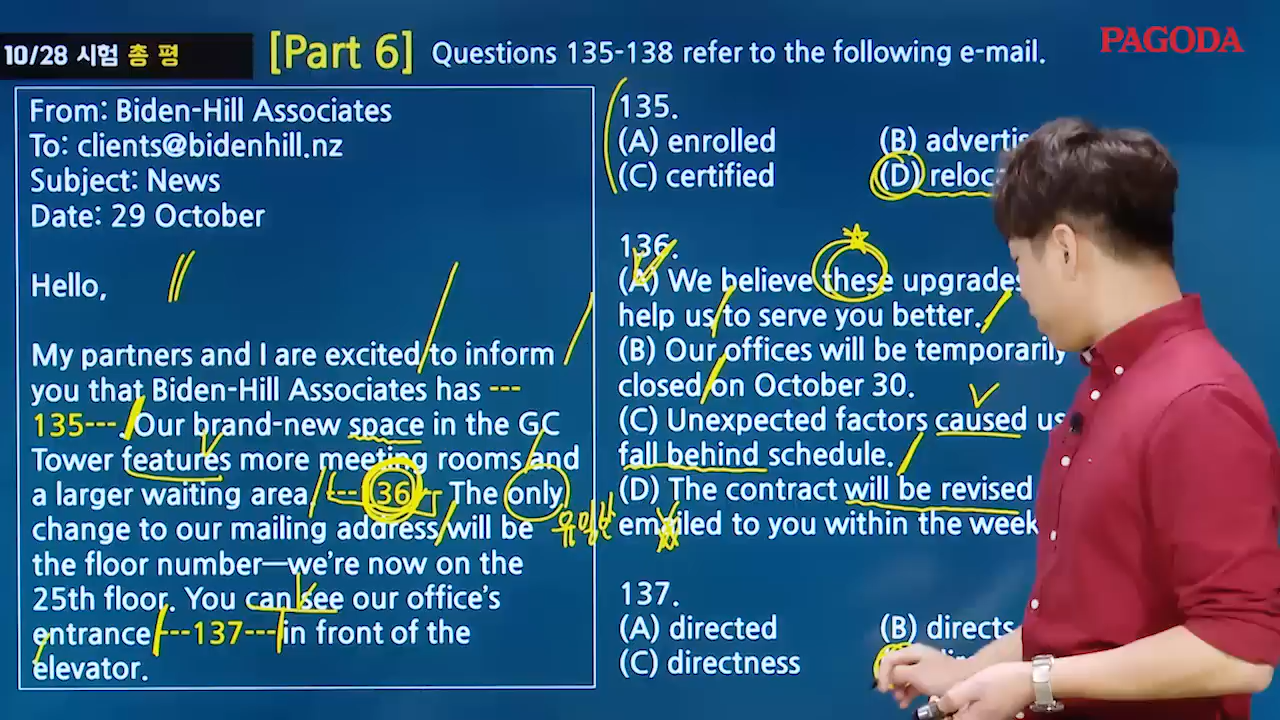 10/28 시험 총 평
[Part 6] Questions 135-138 refer to the following e-mail.
PAGODA
From: Biden-Hill Associates
To: clients@bidenhill.nz
Subject: News
Date: 29 October
Hello,
My partners and I are excited to inform
you that Biden-Hill Associates has ---
135---. Our brand-new space in the GC
Tower features more meeting rooms and
a larger waiting area. --- 136 --- The only
change to our mailing address will be
the floor number—we're now on the
25th floor. You can see our office's
entrance ---137--- in front of the
elevator.
유일한
135.
(A) enrolled (B)
(C) certified (D)
136.
(A) We believe these upgrades
help us to serve you better.
(B) Our offices will be temporarily
closed on October 30.
(C) Unexpected factors caused us
fall behind schedule.
(D) The contract will be revised
emailed to you within the week
137.
(A) directed (B) directs
(C) directness